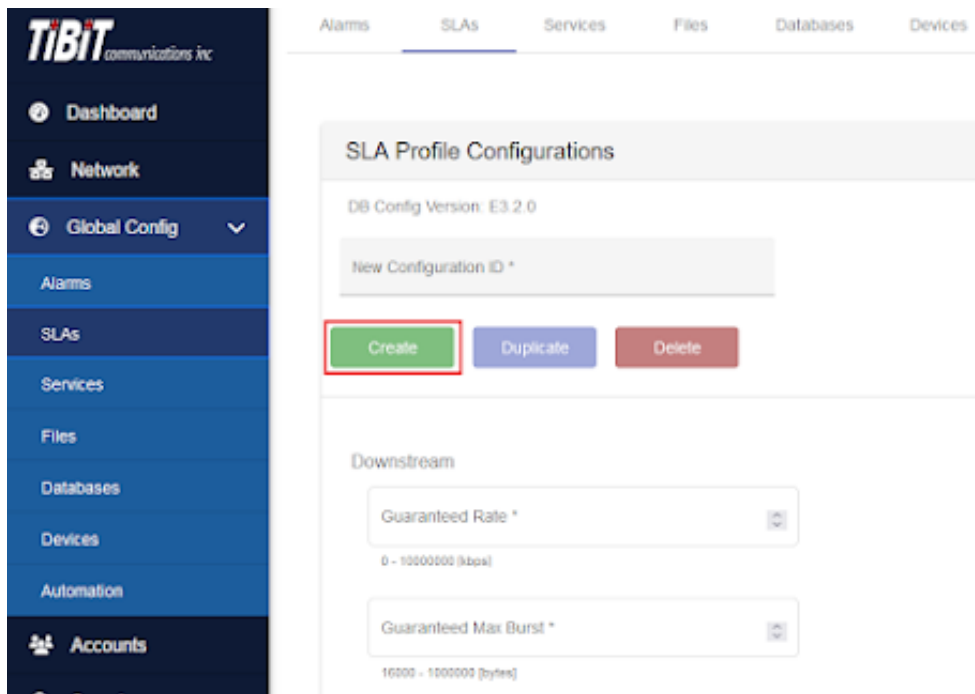 TiBiT communications inc
Dashboard
Network
Global Config
Alarms
SLAs
Services
Files
Databases
Devices
Automation
Accounts
Alarms SLAs Services Files Databases Devices
SLA Profile Configurations
DB Config Version: E3.2.0
New Configuration ID *
Create Duplicate Delete
Downstream
Guaranteed Rate *
0 - 10000000 [kbps]
Guaranteed Max Burst *
16000 - 1000000 [bytes]